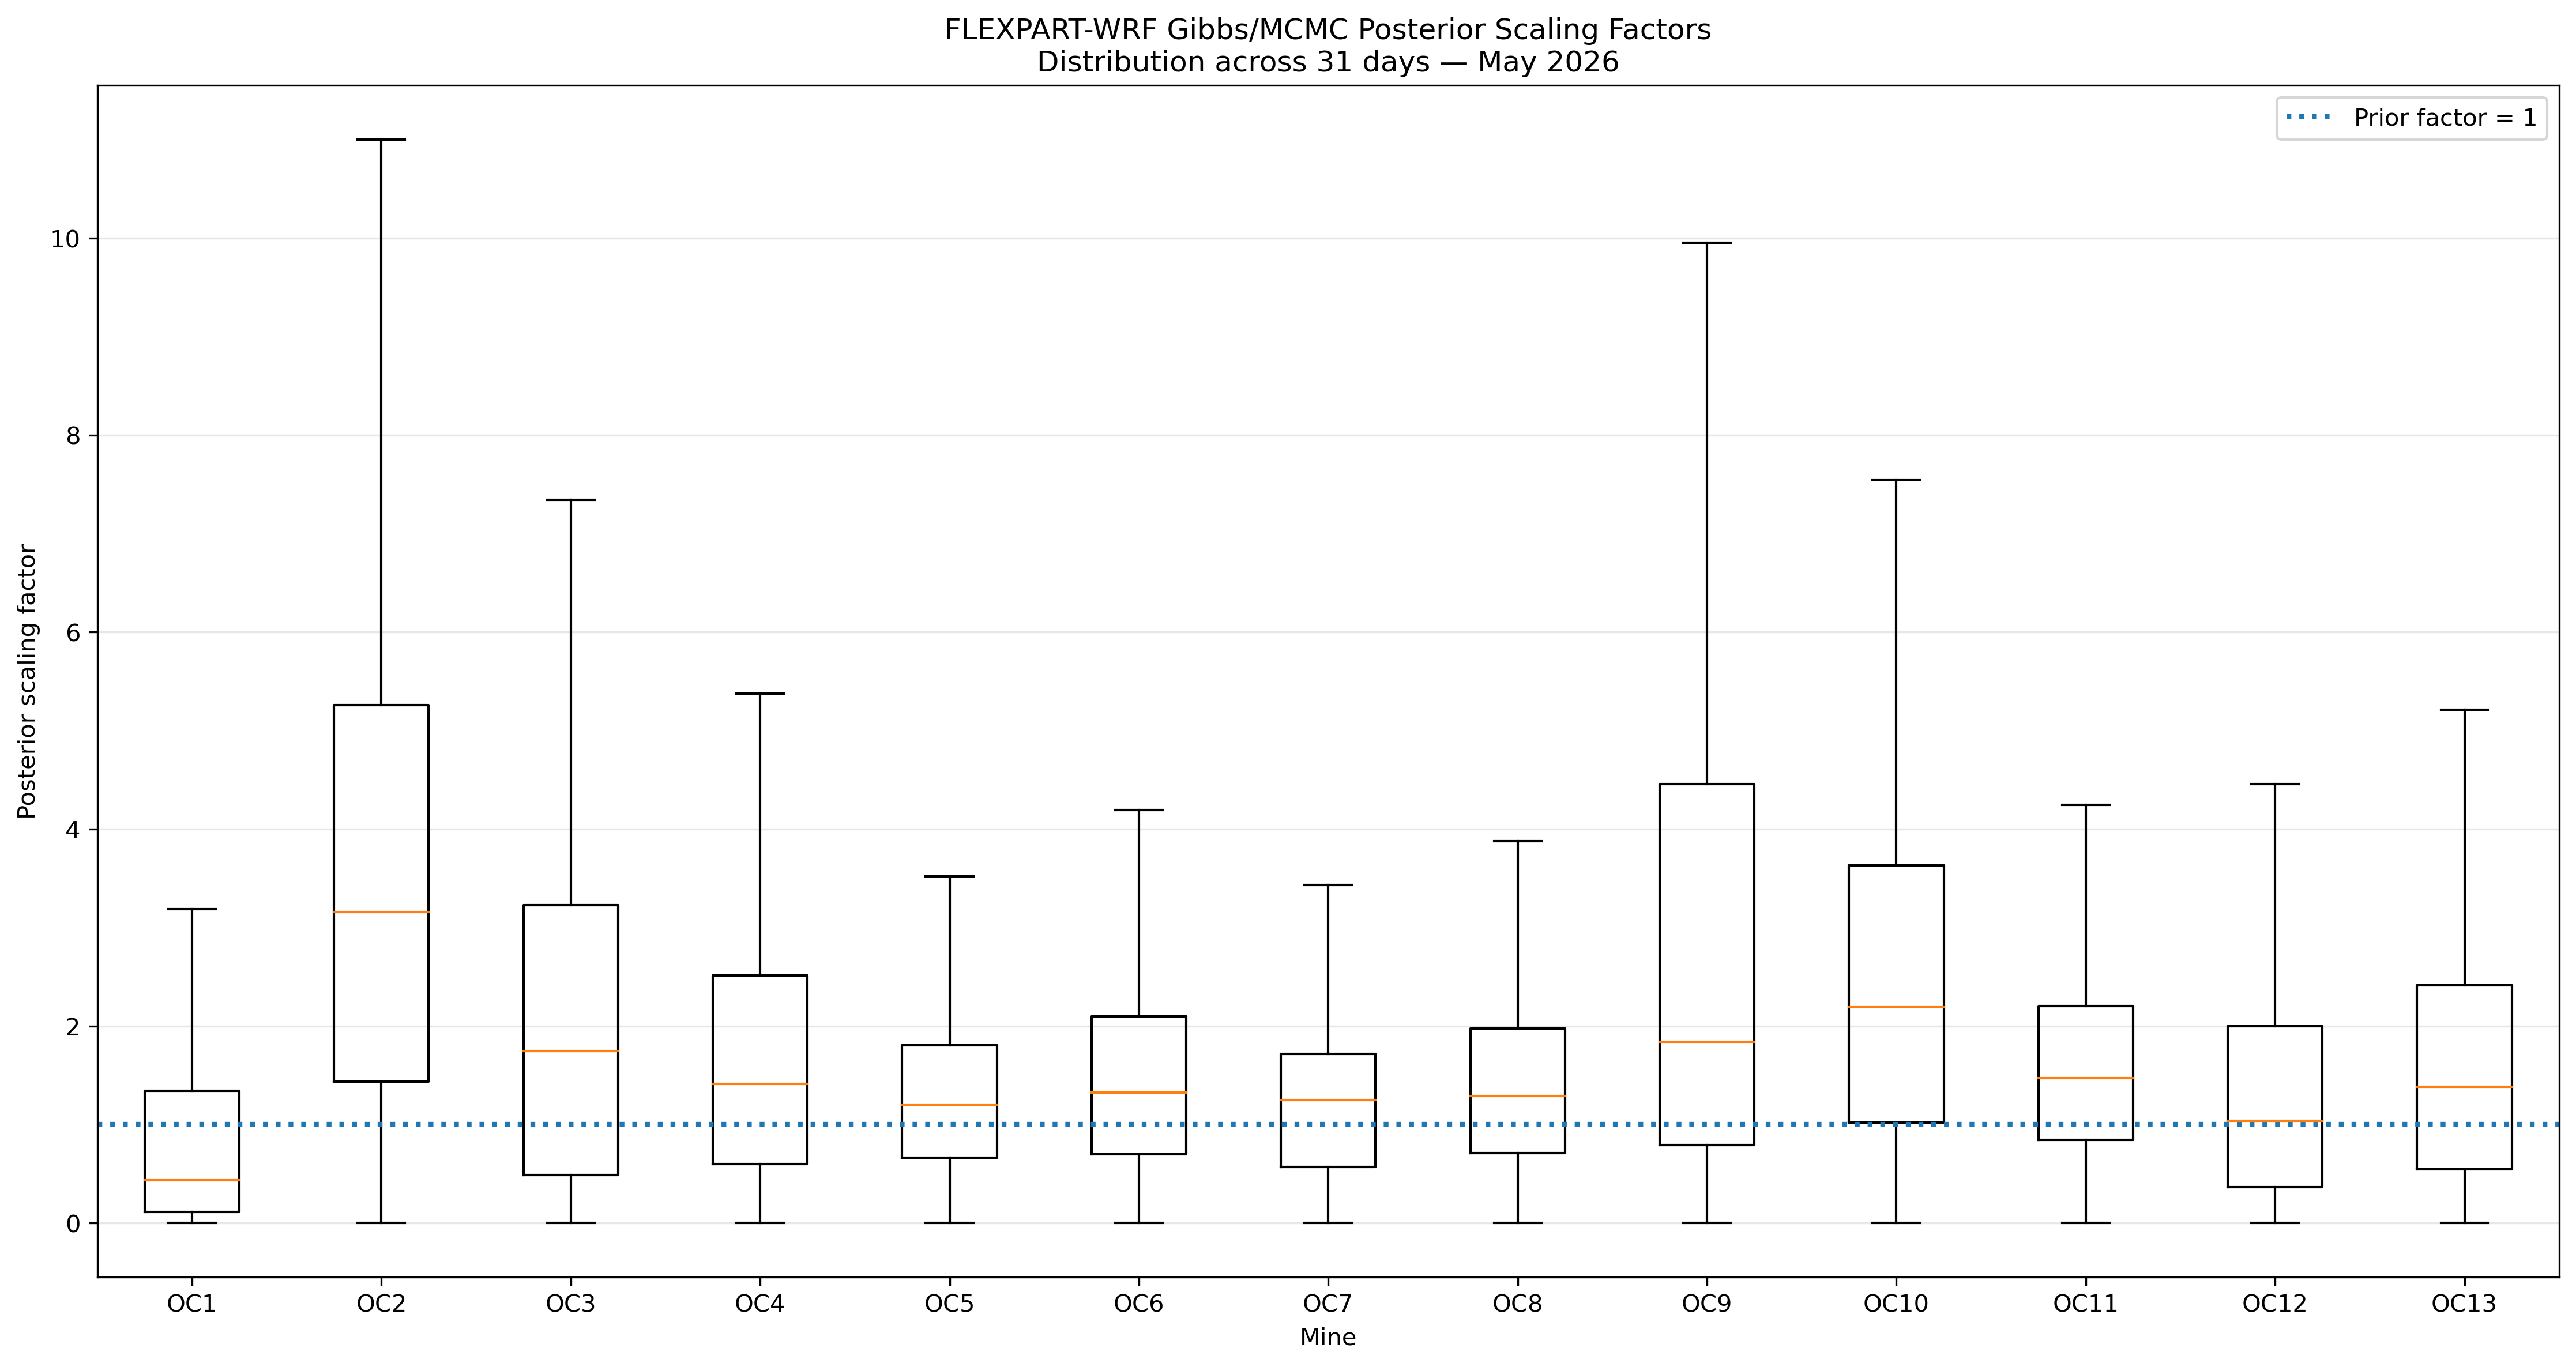 FLEXPART-WRF Gibbs/MCMC Posterior Scaling Factors
Distribution across 31 days — May 2026
Prior factor = 1
Posterior scaling factor
10
8
6
4
2
0
OC1 OC2 OC3 OC4 OC5 OC6 OC7 OC8 OC9 OC10 OC11 OC12 OC13
Mine